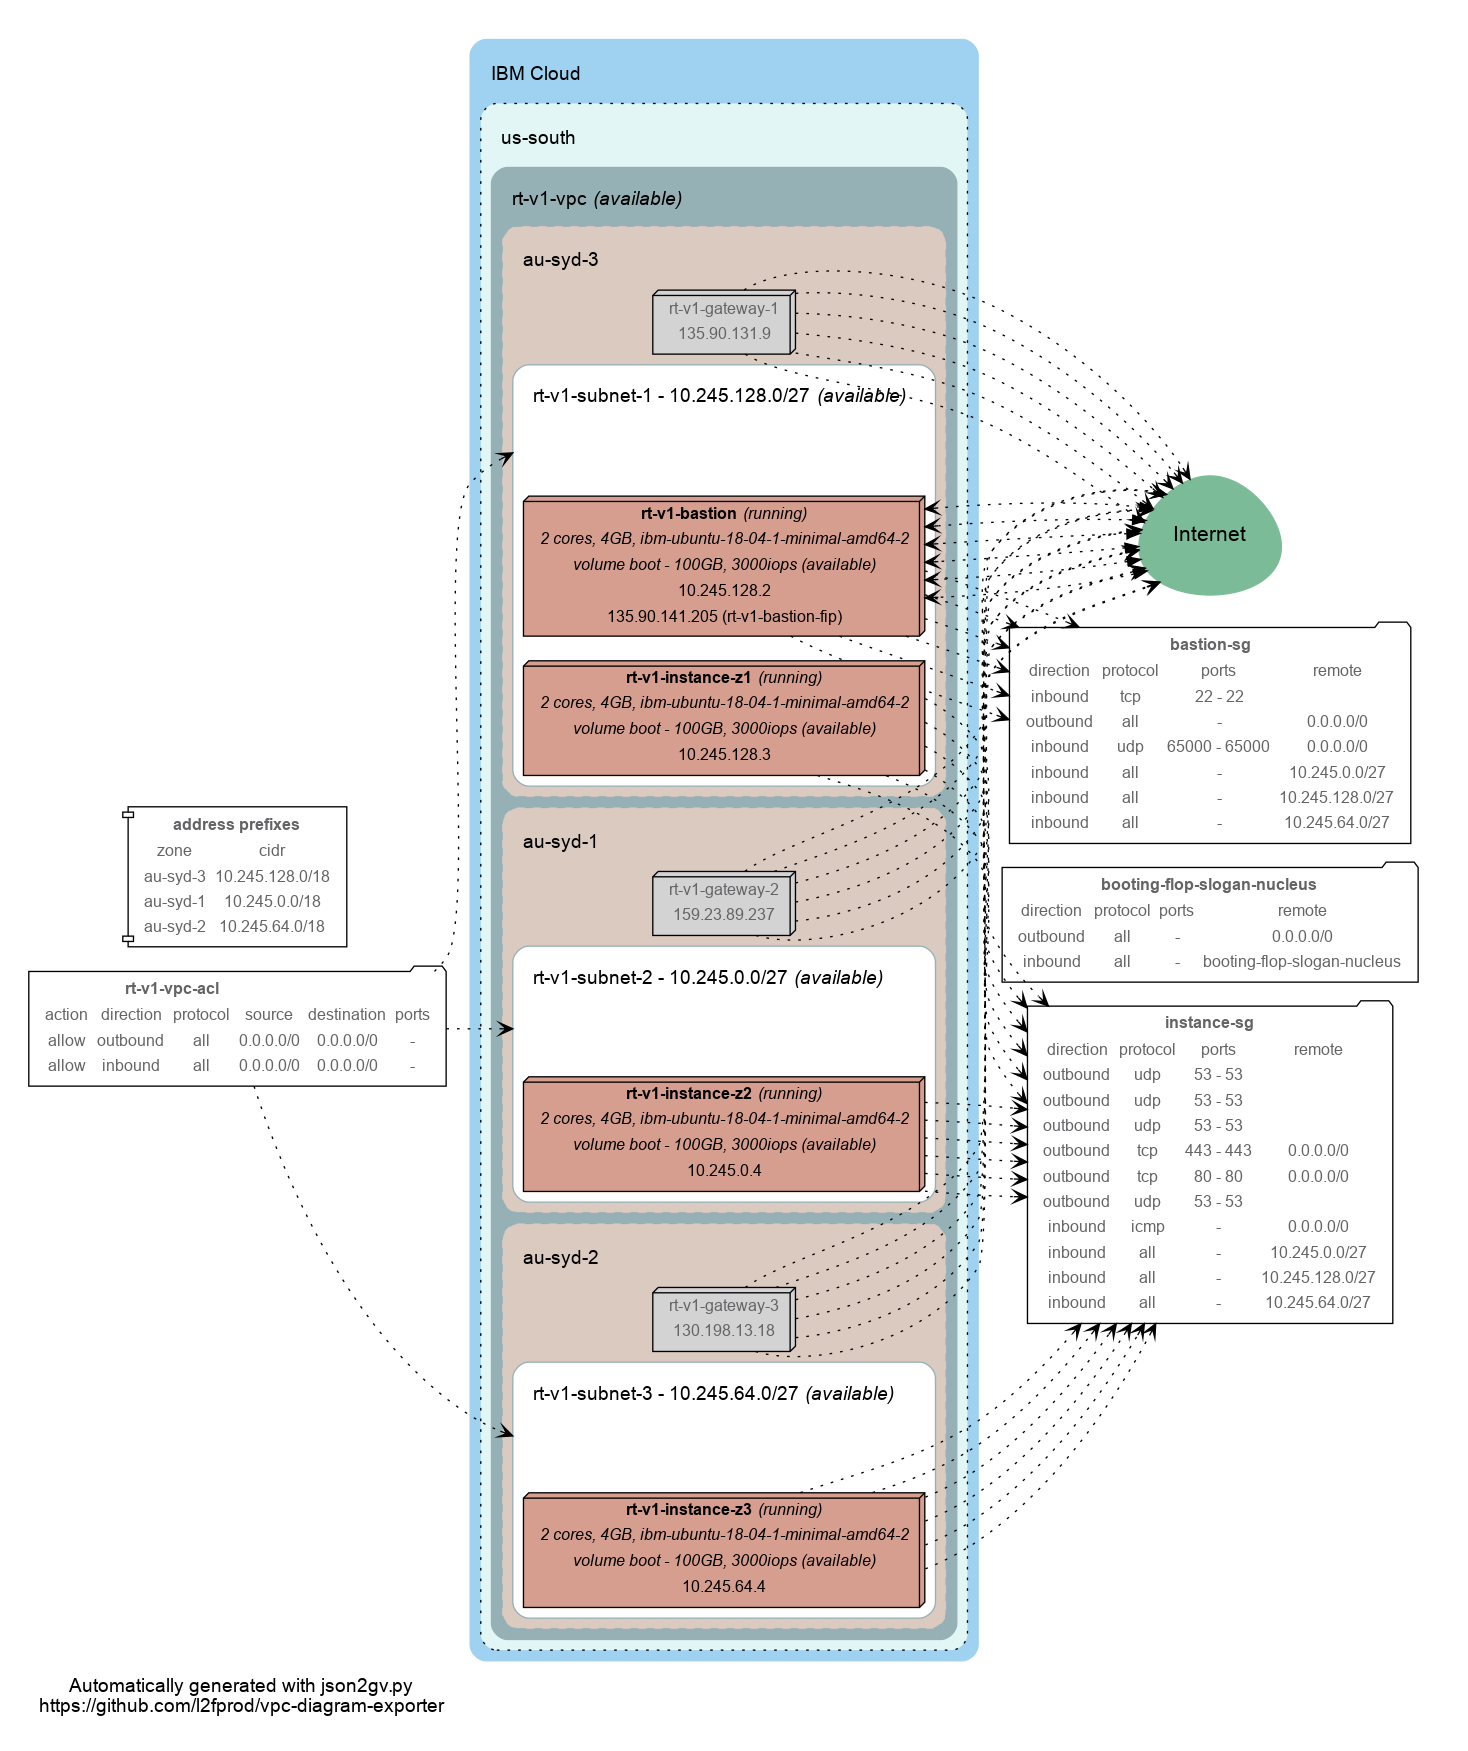 IBM Cloud
us-south
rt-v1-vpc (available)
au-syd-3
rt-v1-gateway-1
135.90.131.9
rt-v1-subnet-1 - 10.245.128.0/27 (available)
rt-v1-bastion (running)
2 cores, 4GB, ibm-ubuntu-18-04-1-minimal-amd64-2
volume boot - 100GB, 3000iops (available)
10.245.128.2
135.90.141.205 (rt-v1-bastion-fip)
rt-v1-instance-z1 (running)
2 cores, 4GB, ibm-ubuntu-18-04-1-minimal-amd64-2
volume boot - 100GB, 3000iops (available)
10.245.128.3
au-syd-1
rt-v1-gateway-2
159.23.89.237
rt-v1-subnet-2 - 10.245.0.0/27 (available)
rt-v1-instance-z2 (running)
2 cores, 4GB, ibm-ubuntu-18-04-1-minimal-amd64-2
volume boot - 100GB, 3000iops (available)
10.245.0.4
au-syd-2
rt-v1-gateway-3
130.198.13.18
rt-v1-subnet-3 - 10.245.64.0/27 (available)
rt-v1-instance-z3 (running)
2 cores, 4GB, ibm-ubuntu-18-04-1-minimal-amd64-2
volume boot - 100GB, 3000iops (available)
10.245.64.4
address prefixes
zone cidr
au-syd-3 10.245.128.0/18
au-syd-1 10.245.0.0/18
au-syd-2 10.245.64.0/18
rt-v1-vpc-acl
action direction protocol source destination ports
allow outbound all 0.0.0.0/0 0.0.0.0/0 -
allow inbound all 0.0.0.0/0 0.0.0.0/0 -
Internet
bastion-sg
direction protocol ports remote
inbound tcp 22 - 22
outbound all - 0.0.0.0/0
inbound udp 65000 - 65000 0.0.0.0/0
inbound all - 10.245.0.0/27
inbound all - 10.245.128.0/27
inbound all - 10.245.64.0/27
booting-flop-slogan-nucleus
direction protocol ports remote
outbound all - 0.0.0.0/0
inbound all - booting-flop-slogan-nucleus
instance-sg
direction protocol ports remote
outbound udp 53 - 53
outbound udp 53 - 53
outbound udp 53 - 53
outbound tcp 443 - 443 0.0.0.0/0
outbound tcp 80 - 80 0.0.0.0/0
outbound udp 53 - 53
inbound icmp - 0.0.0.0/0
inbound all - 10.245.0.0/27
inbound all - 10.245.128.0/27
inbound all - 10.245.64.0/27
Automatically generated with json2gv.py
https://github.com/l2fprod/vpc-diagram-exporter